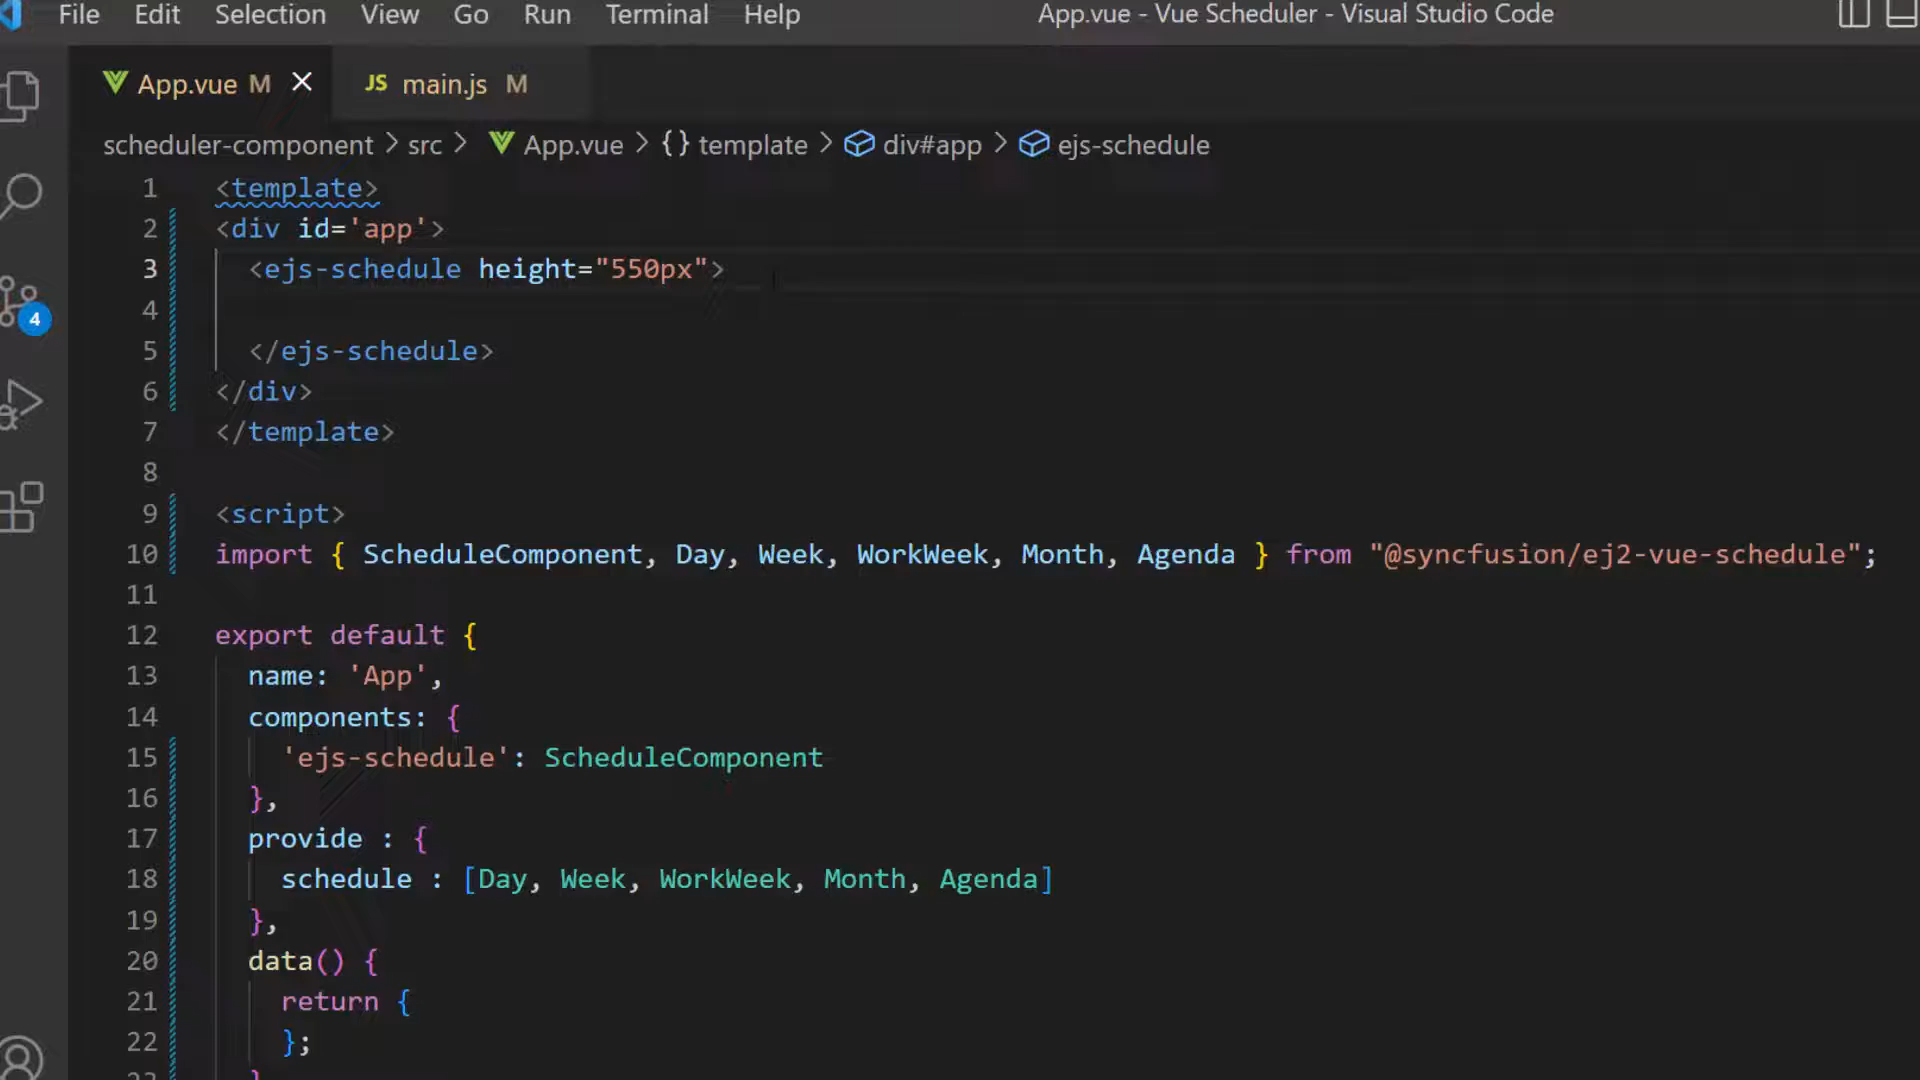 File Edit Selection View Go Run Terminal Help App.vue - Vue Scheduler - Visual Studio Code
App.vue M JS main.js M
scheduler-component > src > App.vue > {} template > div#app > ejs-schedule
1 <template>
2 <div id='app'>
3 <ejs-schedule height="550px">
4
5 </ejs-schedule>
6 </div>
7 </template>
8
9 <script>
10 import { ScheduleComponent, Day, Week, WorkWeek, Month, Agenda } from "@syncfusion/ej2-vue-schedule";
11
12 export default {
13 name: 'App',
14 components: {
15 'ejs-schedule': ScheduleComponent
16 },
17 provide : {
18 schedule : [Day, Week, WorkWeek, Month, Agenda]
19 },
20 data() {
21 return {
22 };
4